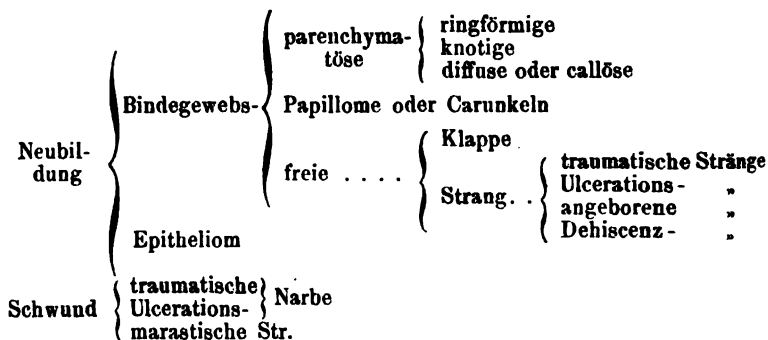 parenchyma-
töse
ringförmige
knotige
diffuse oder callöse
Bindegewebs-
Papillome oder Carunkeln
Neubil-
dung
freie . . . .
Klappe
Strang. .
traumatische Stränge
Ulcerations- „
angeborene „
Dehiscenz- „
Epitheliom
Schwund
traumatische
Ulcerations-
Narbe
marastische Str.